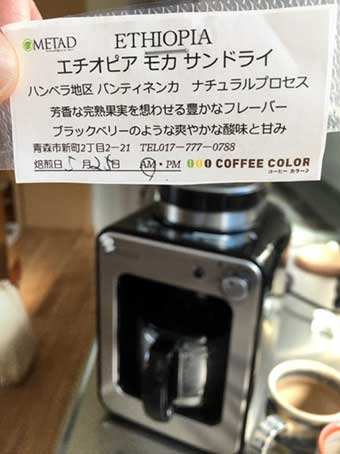 METAD ETHIOPIA
エチオピア モカ サンドライ
ハンベラ地区 バンティネンカ ナチュラルプロセス
芳香な完熟果実を想わせる豊かなフレーバー
ブラックベリーのような爽やかな酸味と甘み
青森市新町2丁目2－21 TEL017-777-0788
焙煎日 5月25日 AM・PM COFFEE COLOR
コーヒー カラーズ